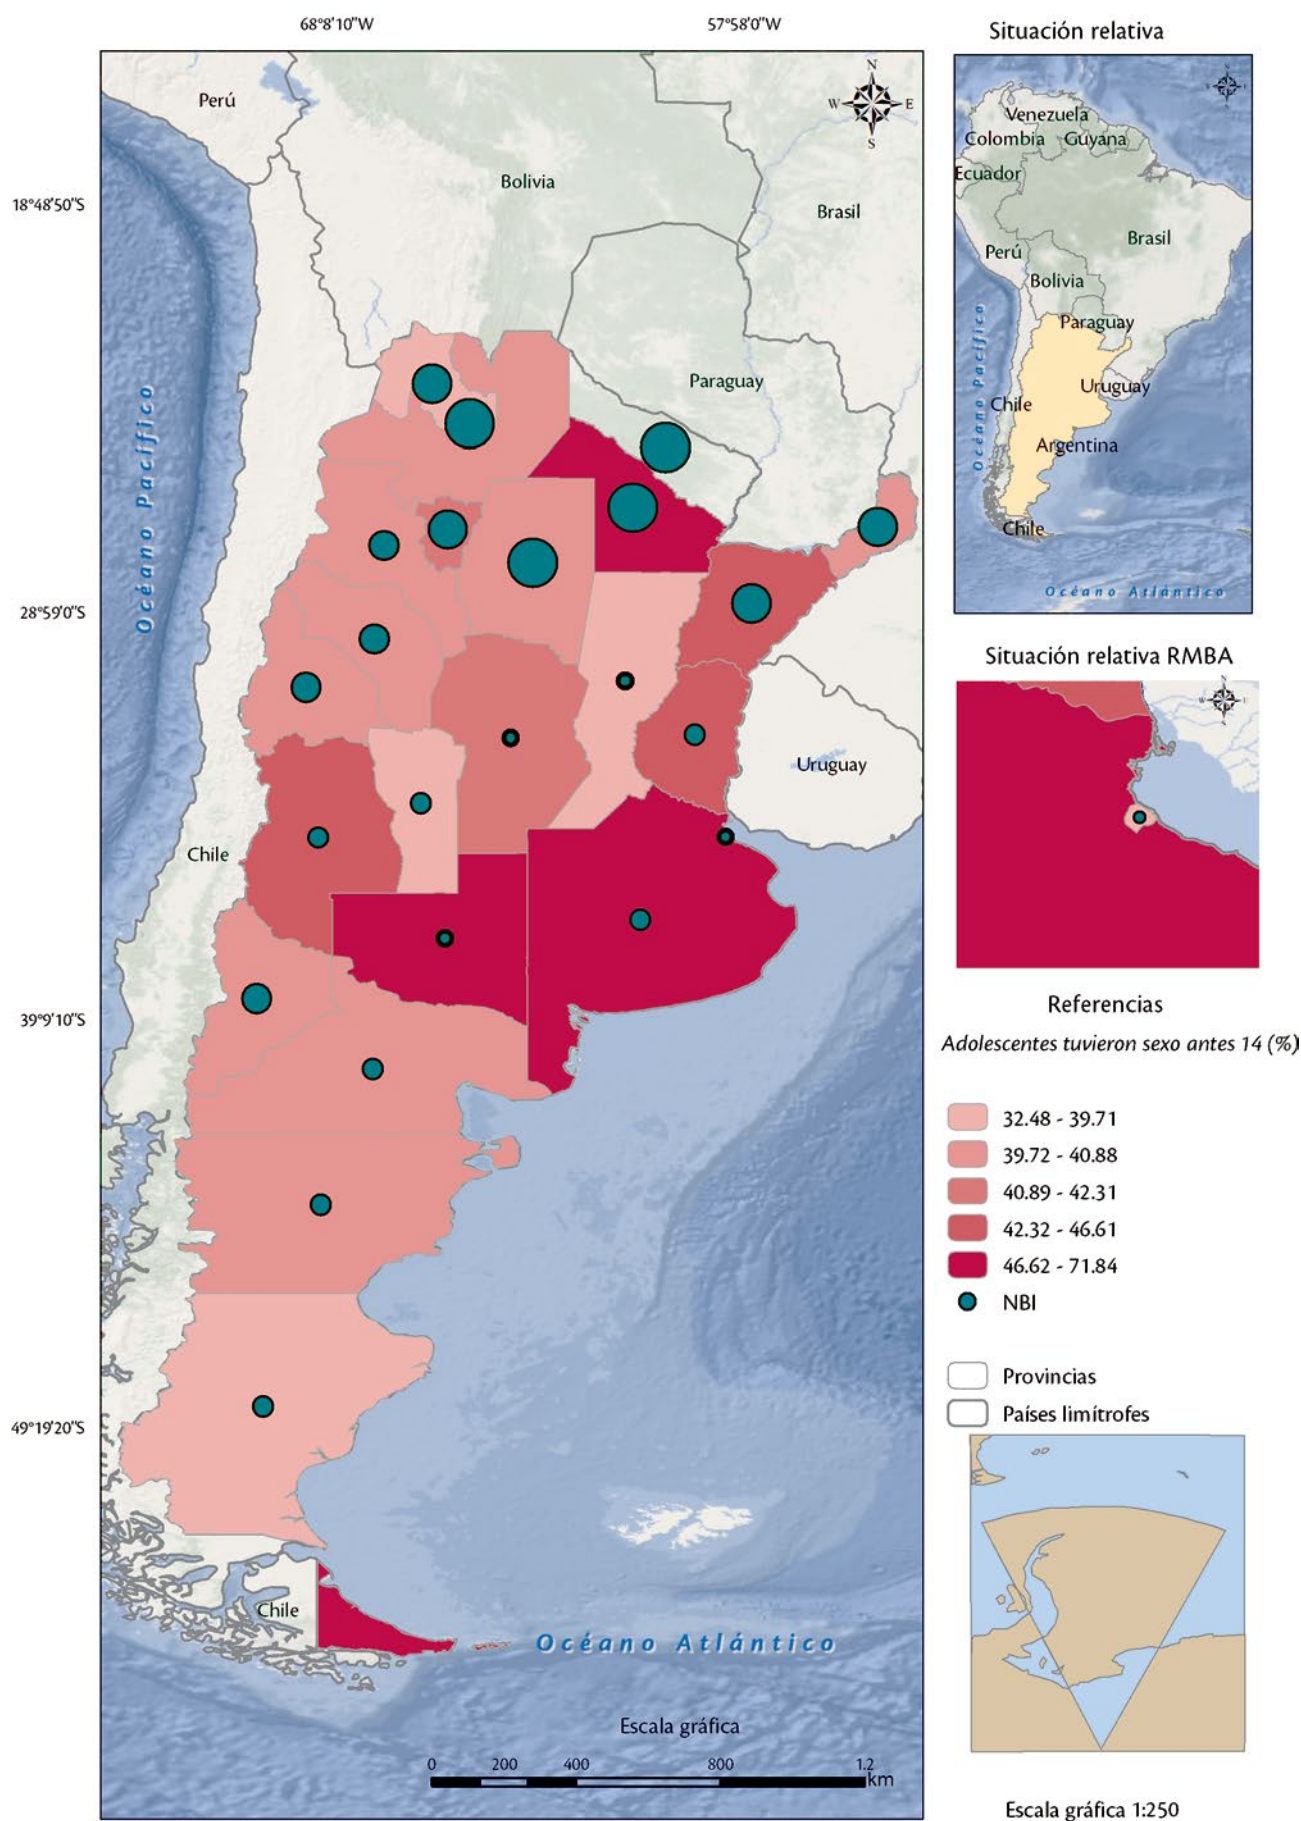 68°8'10"W
57°58'0"W
Situación relativa
N
W
E
S
Perú
Bolivia
Brasil
18°48'50"S
Venezuela
Colombia
Guyana
Ecuador
Perú
Brasil
Bolivia
Paraguay
Uruguay
Chile
Argentina
Chile
Océano Pacífico
Océano Atlántico
Paraguay
Océano Pacífico
28°59'0"S
Situación relativa RMBA
N
W
E
S
Uruguay
Chile
39°9'10"S
Referencias
Adolescentes tuvieron sexo antes 14 (%)
32.48 - 39.71
39.72 - 40.88
40.89 - 42.31
42.32 - 46.61
46.62 - 71.84
NBI
Provincias
Países limítrofes
49°19'20"S
Chile
Océano Atlántico
Escala gráfica
0 200 400 800 1.2
km
Escala gráfica 1:250